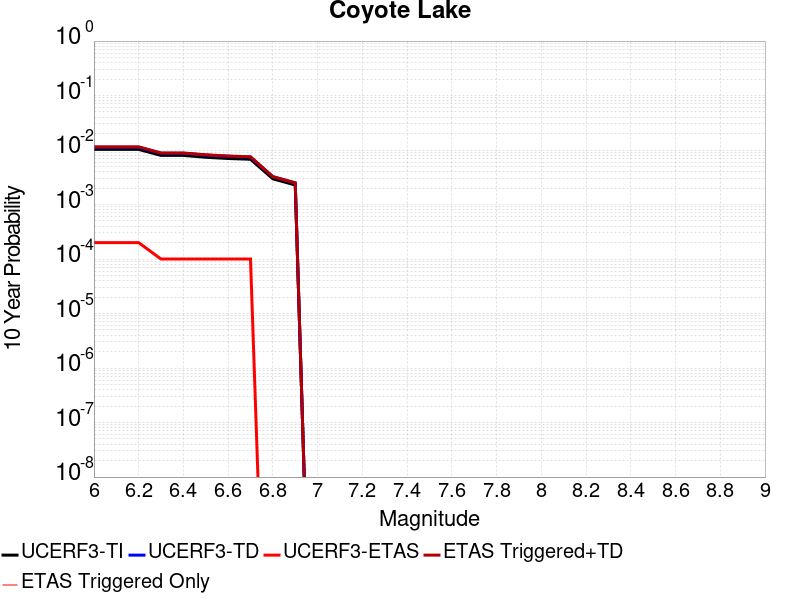 Coyote Lake
10^0
10^-1
10^-2
10^-3
10^-4
10^-5
10^-6
10^-7
10^-8
10 Year Probability
6 6.2 6.4 6.6 6.8 7 7.2 7.4 7.6 7.8 8 8.2 8.4 8.6 8.8 9
Magnitude
UCERF3-TI UCERF3-TD UCERF3-ETAS ETAS Triggered+TD
ETAS Triggered Only